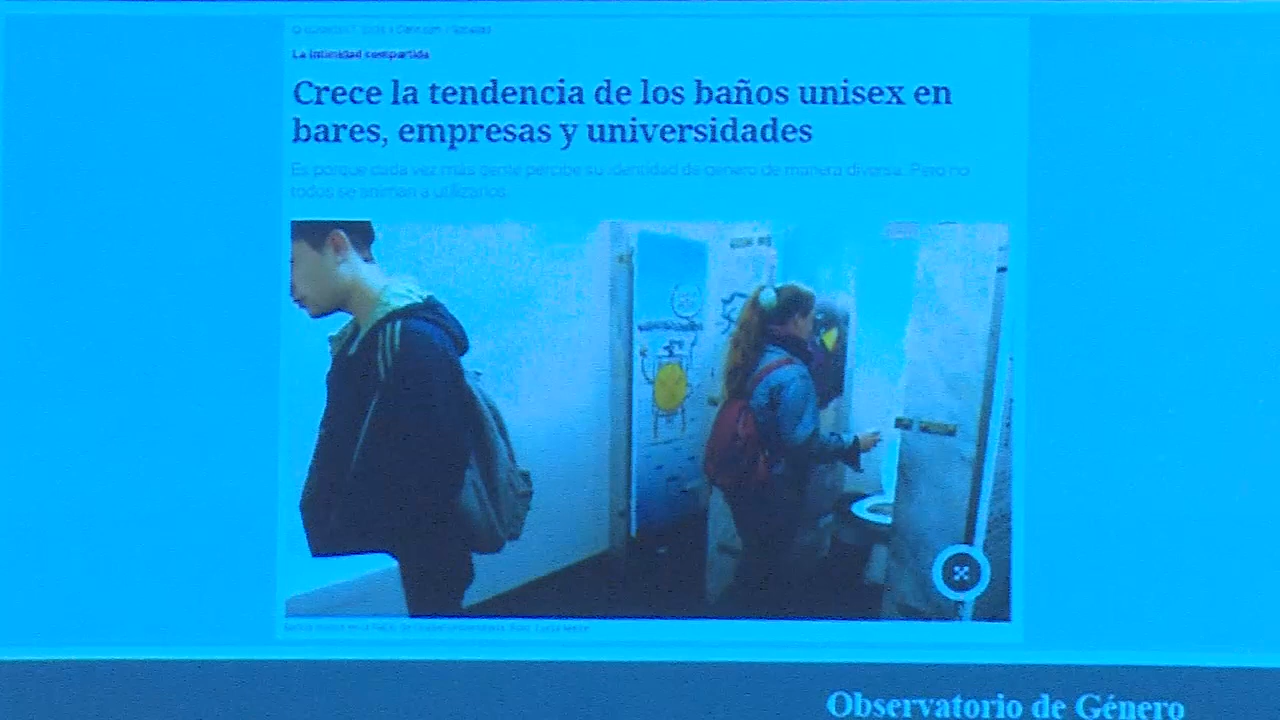 La intimidad compartida
Crece la tendencia de los baños unisex en
bares, empresas y universidades
Es porque cada vez más gente percibe su identidad de género de manera diversa. Pero no
todos se animan a utilizarlos.
Observatorio de Género